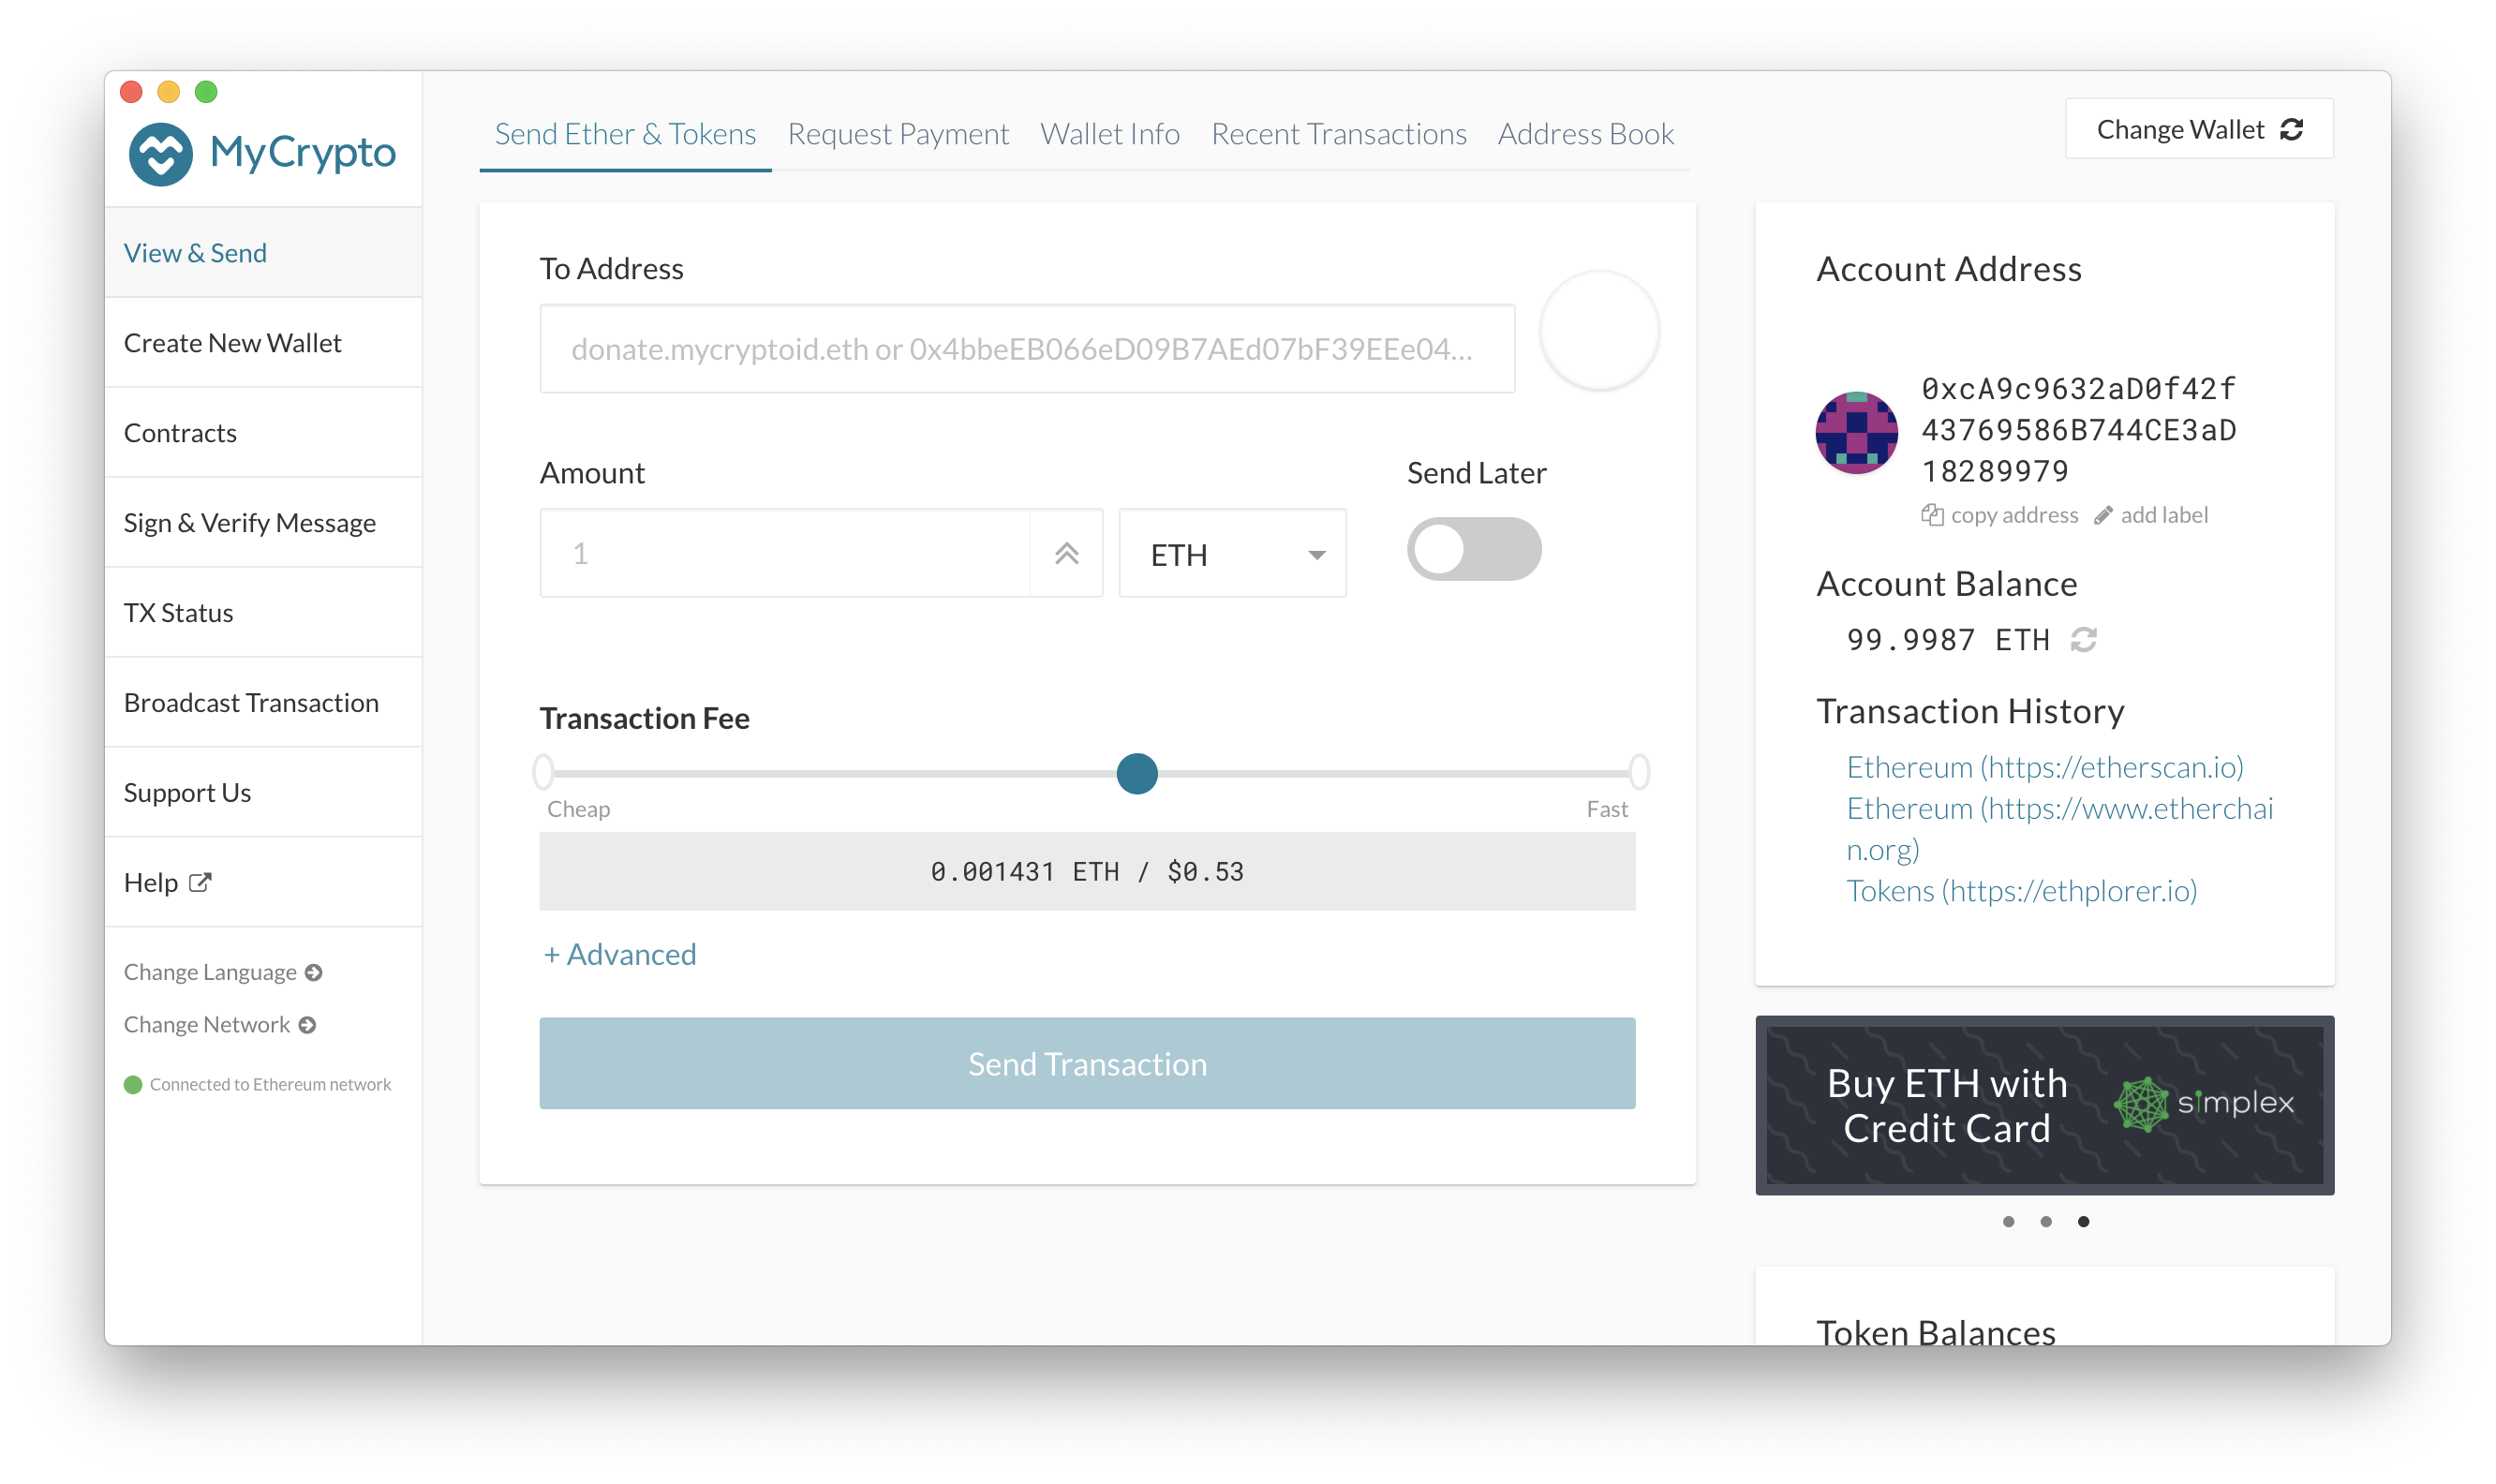 MyCrypto
View & Send
Create New Wallet
Contracts
Sign & Verify Message
TX Status
Broadcast Transaction
Support Us
Help
Change Language
Change Network
Connected to Ethereum network
Send Ether & Tokens
Request Payment
Wallet Info
Recent Transactions
Address Book
Change Wallet
To Address
donate.mycryptoid.eth or 0x4bbeEB066eD09B7AEd07bF39EEe04...
Amount
Send Later
1
ETH
Transaction Fee
Cheap
Fast
0.001431 ETH / $0.53
+ Advanced
Send Transaction
Account Address
0xcA9c9632aD0f42f
43769586B744CE3aD
18289979
copy address
add label
Account Balance
99.9987 ETH
Transaction History
Ethereum (https://etherscan.io)
Ethereum (https://www.etherchai
n.org)
Tokens (https://ethplorer.io)
Buy ETH with
Credit Card
simplex
Token Balances